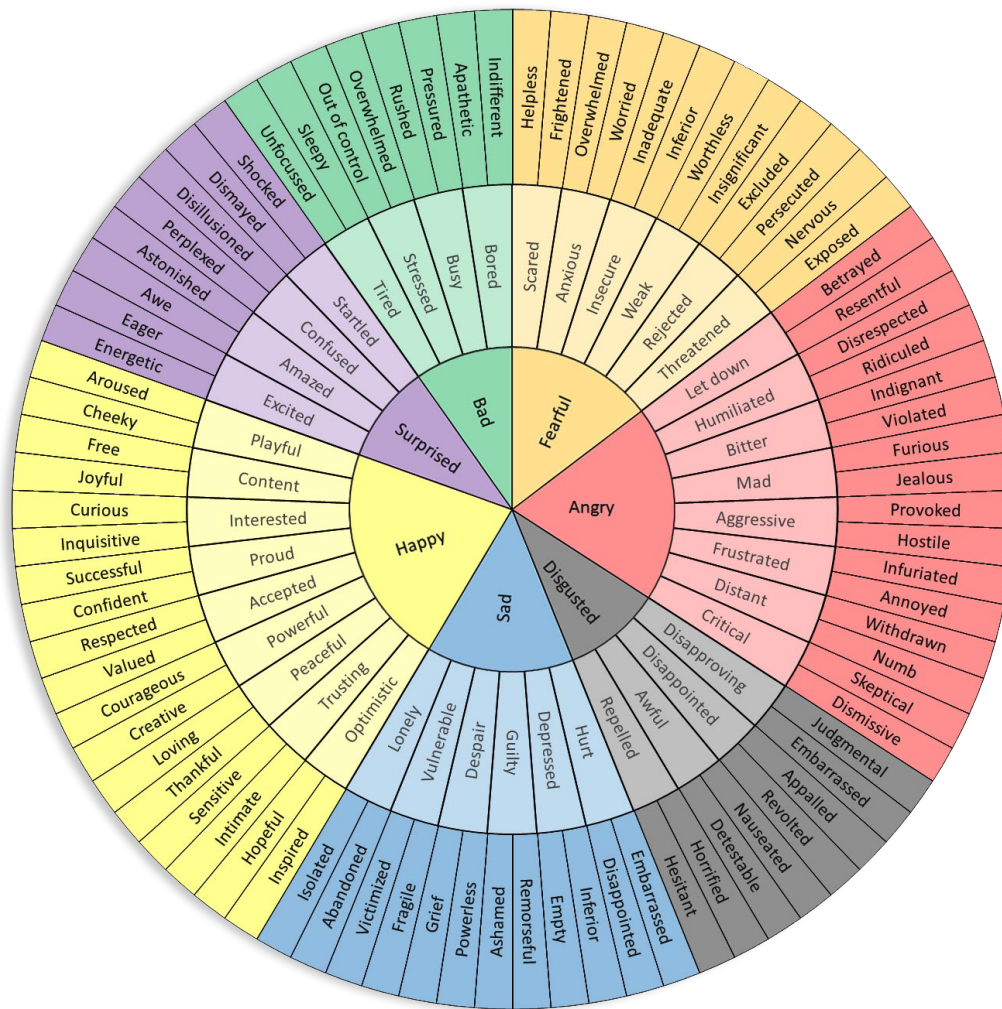 Fearful
Angry
Disgusted
Sad
Happy
Surprised
Bad
Scared
Anxious
Insecure
Weak
Rejected
Threatened
Let down
Humiliated
Bitter
Mad
Aggressive
Frustrated
Distant
Critical
Disapproving
Disappointed
Awful
Repelled
Hurt
Depressed
Guilty
Despair
Vulnerable
Lonely
Optimistic
Trusting
Peaceful
Powerful
Accepted
Proud
Interested
Content
Playful
Excited
Amazed
Confused
Startled
Tired
Stressed
Busy
Bored
Helpless
Frightened
Overwhelmed
Worried
Inadequate
Inferior
Worthless
Insignificant
Excluded
Persecuted
Nervous
Exposed
Betrayed
Resentful
Disrespected
Ridiculed
Indignant
Violated
Furious
Jealous
Provoked
Hostile
Infuriated
Annoyed
Withdrawn
Numb
Skeptical
Dismissive
Judgmental
Embarrassed
Appalled
Revolted
Nauseated
Detestable
Horrified
Hesitant
Embarrassed
Disappointed
Inferior
Empty
Remorseful
Ashamed
Powerless
Grief
Fragile
Victimized
Abandoned
Isolated
Inspired
Hopeful
Intimate
Sensitive
Thankful
Loving
Creative
Courageous
Valued
Respected
Confident
Successful
Inquisitive
Curious
Joyful
Free
Cheeky
Aroused
Energetic
Eager
Awe
Astonished
Perplexed
Disillusioned
Dismayed
Shocked
Unfocussed
Sleepy
Out of control
Overwhelmed
Rushed
Pressured
Apathetic
Indifferent